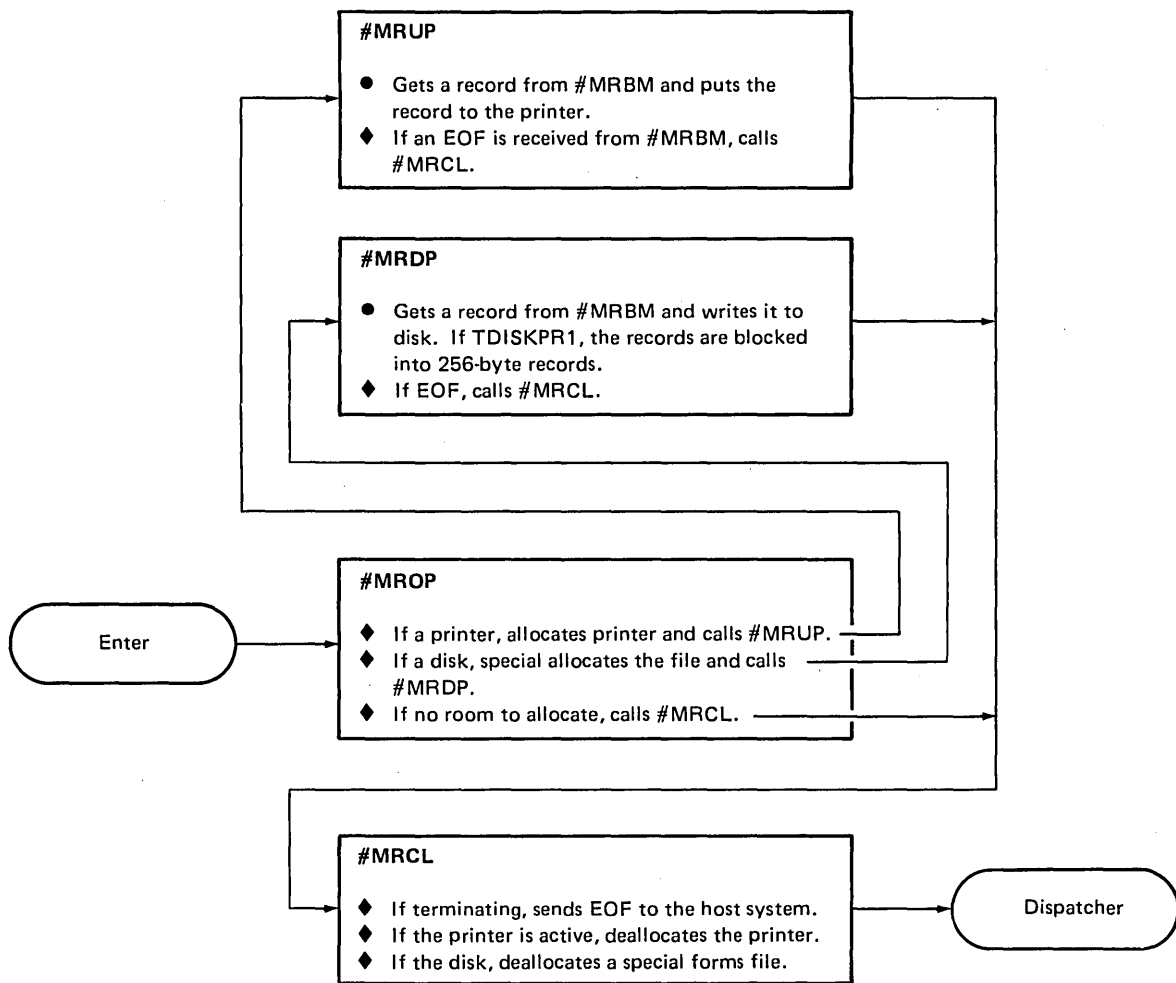 #MRUP
● Gets a record from #MRBM and puts the
record to the printer.
♦ If an EOF is received from #MRBM, calls
#MRCL.
#MRDP
● Gets a record from #MRBM and writes it to
disk. If TDISKPR1, the records are blocked
into 256-byte records.
♦ If EOF, calls #MRCL.
#MROP
Enter
♦ If a printer, allocates printer and calls #MRUP.
♦ If a disk, special allocates the file and calls
#MRDP.
♦ If no room to allocate, calls #MRCL.
#MRCL
♦ If terminating, sends EOF to the host system.
♦ If the printer is active, deallocates the printer.
♦ If the disk, deallocates a special forms file.
Dispatcher